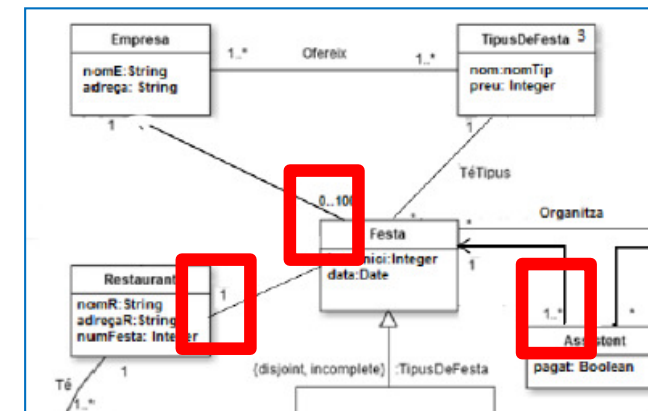 Empresa
nomE:String
adreça: String
1..*
Ofereix
1..*
TipusDeFesta 3
nom:nomTip
preu: Integer
1
1
TéTipus
0..100
*
Organitza
Festa
nici:Integer
data:Date
1
1..*
*
Restaurant
nomR:String
adreçaR:String
numFesta: Integer
1
1
Té
1..*
{disjoint, incomplete}
:TipusDeFesta
Assistent
pagat: Boolean